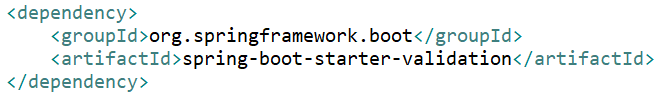 <dependency>
    <groupId>org.springframework.boot</groupId>
    <artifactId>spring-boot-starter-validation</artifactId>
</dependency>